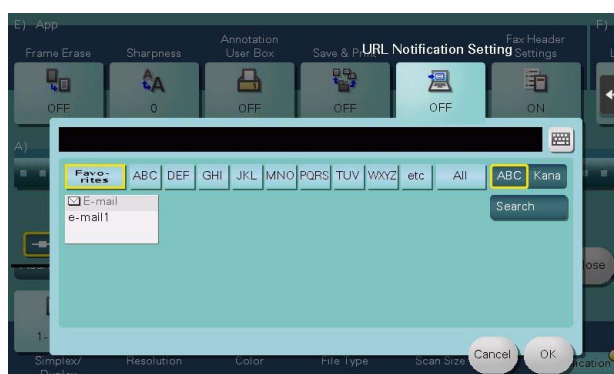 E) App
F)
Annotation
Fax Header
Frame Erase
Sharpness
User Box
Save & Print
URL Notification Setting
Settings
OFF
0
OFF
OFF
OFF
ON
A)
Favo-
rites
ABC
DEF
GHI
JKL
MNO
PQRS
TUV
WXYZ
etc
All
ABC
Kana
E-mail
e-mail1
Search
1-
Cancel
OK
Simplex/
Resolution
Color
File Type
Scan Size